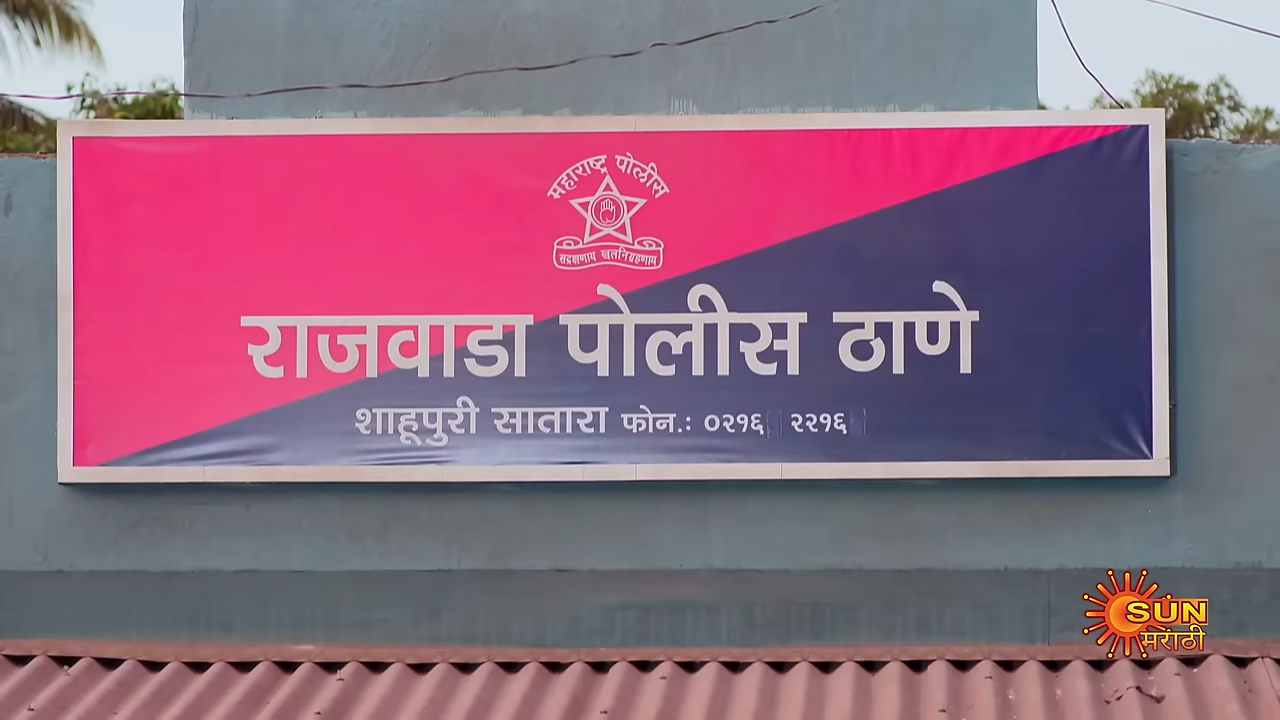 महाराष्ट्र पोलीस
सद्रक्षणाय खलनिग्रहणाय
राजवाडा पोलीस ठाणे
शाहूपुरी सातारा फोन.: ०२१६ २२१६
SUN
मराठी